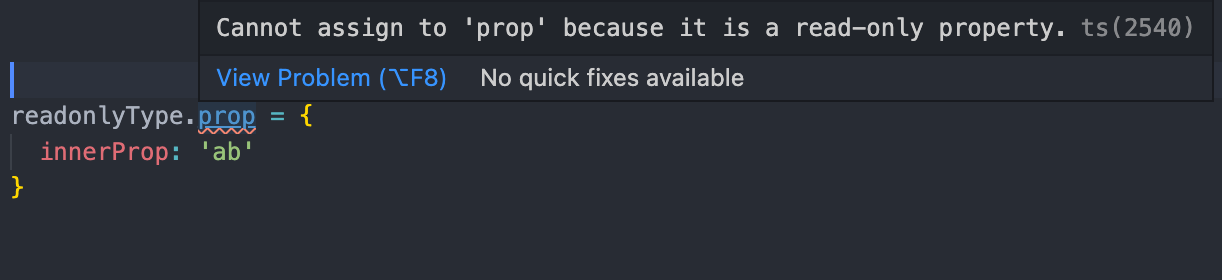 Cannot assign to 'prop' because it is a read-only property. ts(2540)
View Problem (⌥F8) No quick fixes available
readonlyType.prop = {
  innerProp: 'ab'
}